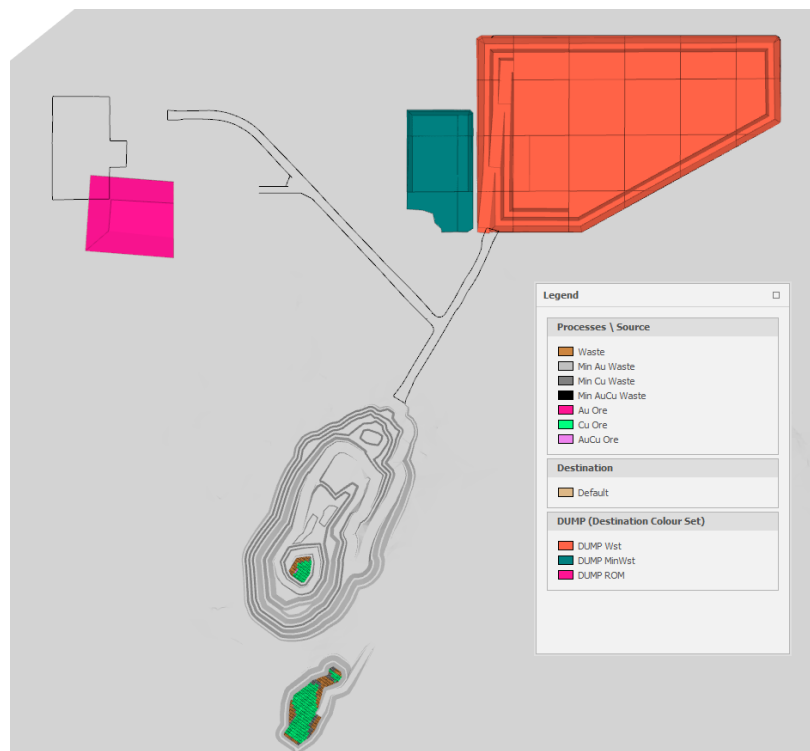 Legend
Processes \ Source
Waste
Min Au Waste
Min Cu Waste
Min AuCu Waste
Au Ore
Cu Ore
AuCu Ore
Destination
Default
DUMP (Destination Colour Set)
DUMP Wst
DUMP MinWst
DUMP ROM